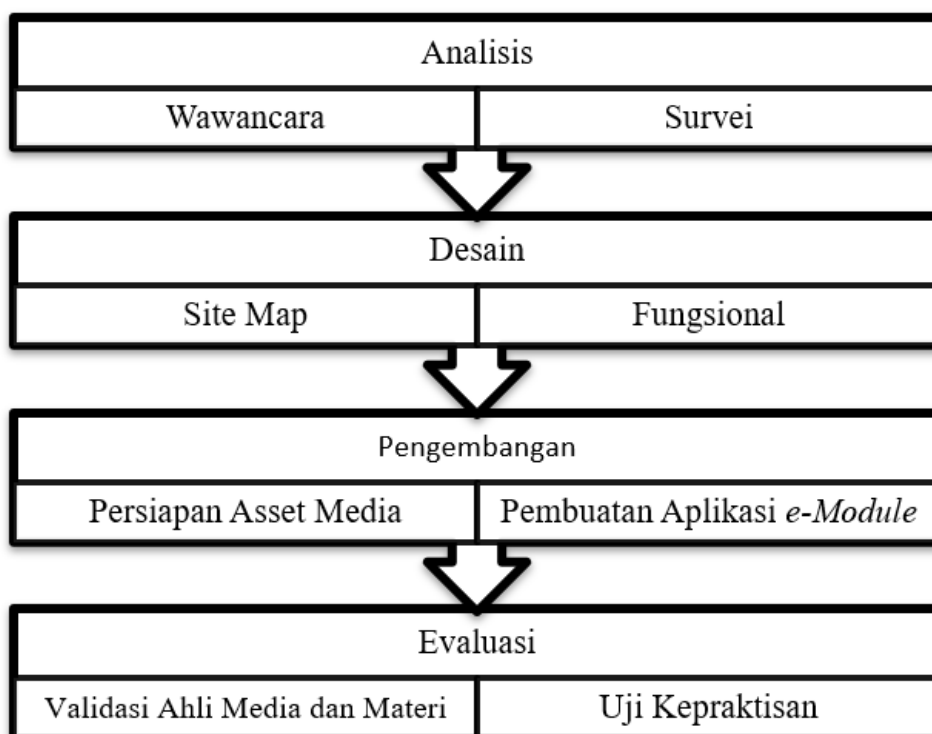 Analisis
Wawancara
Survei
Desain
Site Map
Fungsional
Pengembangan
Persiapan Asset Media
Pembuatan Aplikasi e-Module
Evaluasi
Validasi Ahli Media dan Materi
Uji Kepraktisan